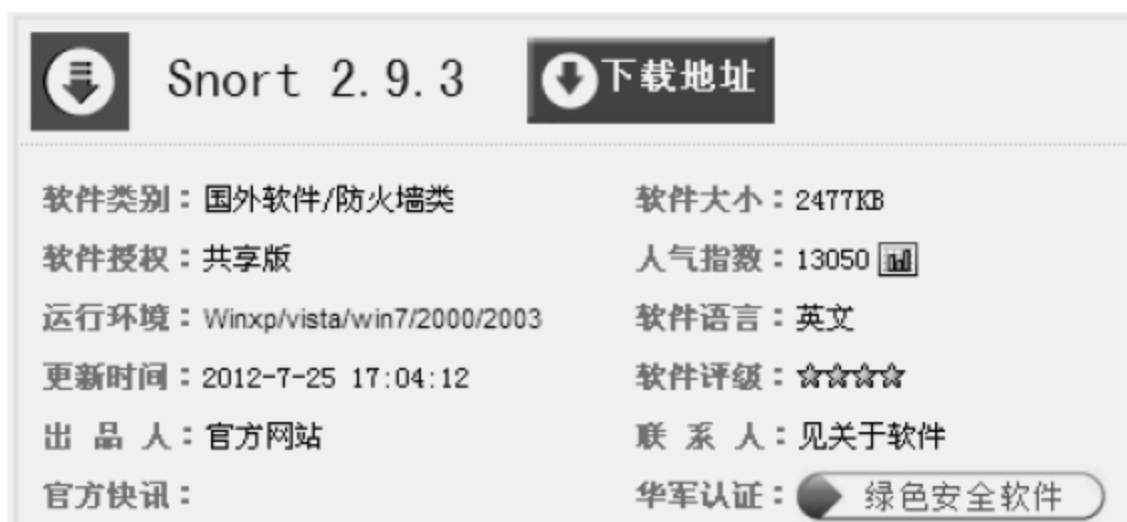 Snort 2.9.3 下载地址
软件类别：国外软件/防火墙类 软件大小：2477KB
软件授权：共享版 人气指数：13050
运行环境：Winxp/vista/win7/2000/2003 软件语言：英文
更新时间：2012-7-25 17:04:12 软件评级：☆☆☆☆
出 品 人：官方网站 联 系 人：见关于软件
官方快讯： 华军认证：绿色安全软件